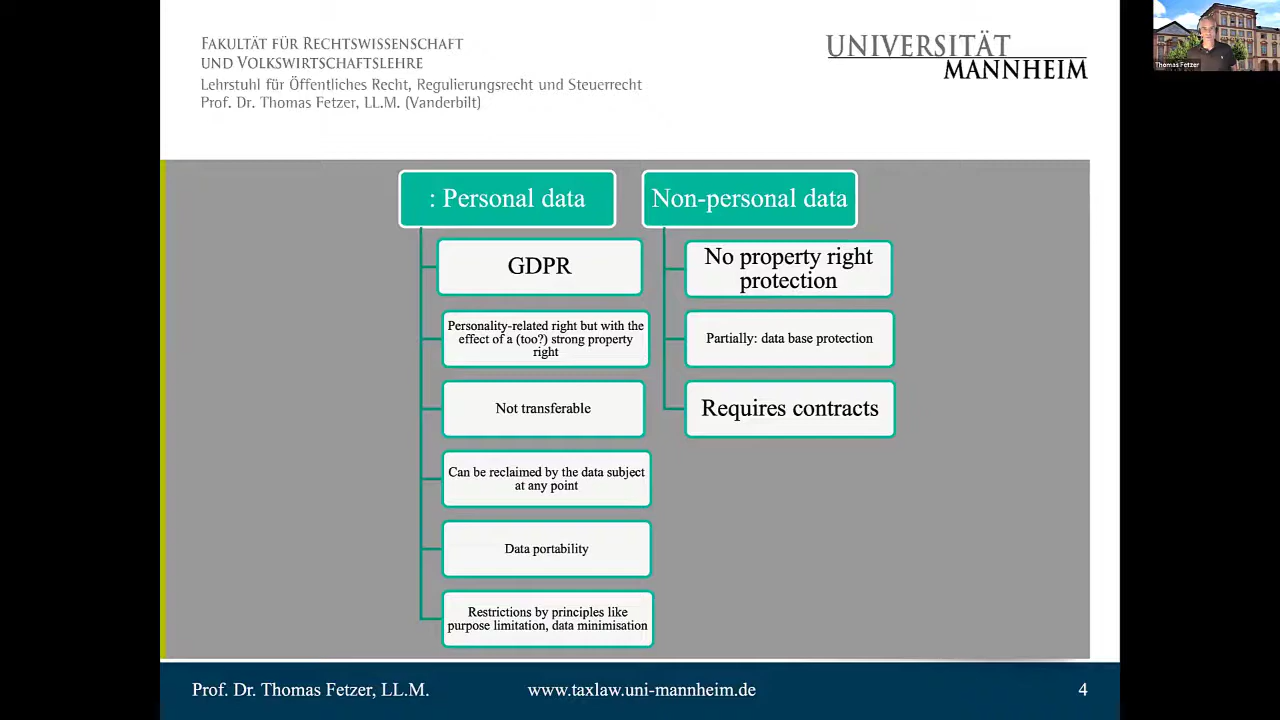 FAKULTÄT FÜR RECHTSWISSENSCHAFT
UND VOLKSWIRTSCHAFTSLEHRE
Lehrstuhl für Öffentliches Recht, Regulierungsrecht und Steuerrecht
Prof. Dr. Thomas Fetzer, LL.M. (Vanderbilt)
UNIVERSITÄT
MANNHEIM
Thomas Fetzer
: Personal data
GDPR
Personality-related right but with the
effect of a (too?) strong property
right
Not transferable
Can be reclaimed by the data subject
at any point
Data portability
Restrictions by principles like
purpose limitation, data minimisation
Non-personal data
No property right
protection
Partially: data base protection
Requires contracts
Prof. Dr. Thomas Fetzer, LL.M.
www.taxlaw.uni-mannheim.de
4